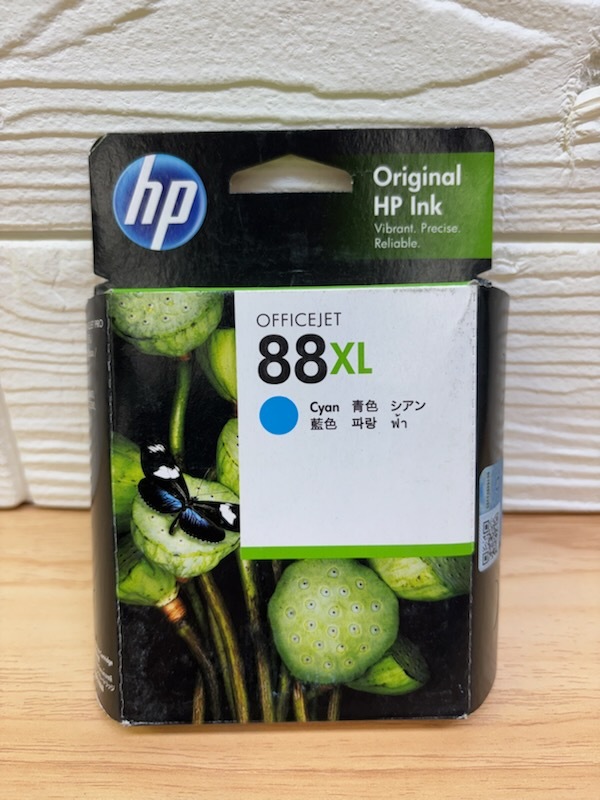 hp
Original
HP Ink
Vibrant. Precise.
Reliable.
OFFICEJET
88XL
Cyan 青色 シアン
藍色 파랑 ฟ้า